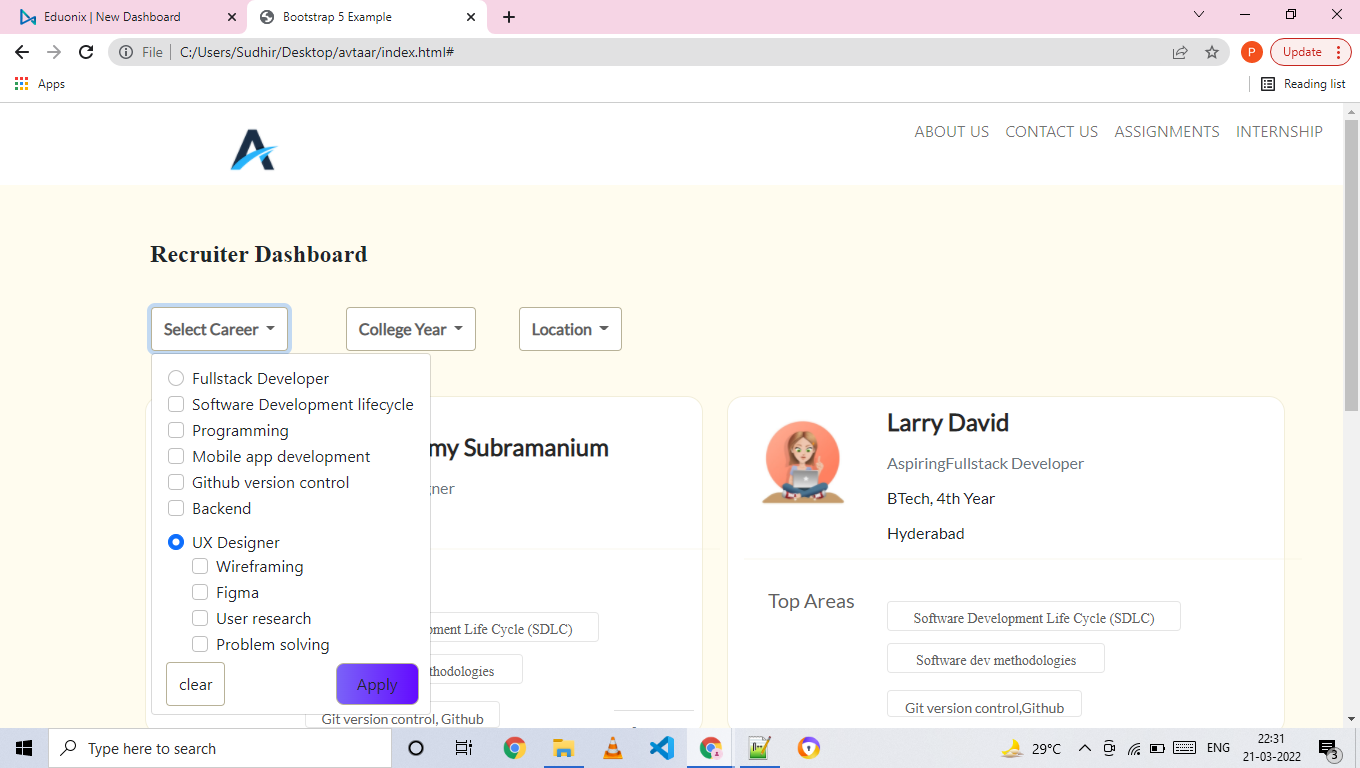 Eduonix | New Dashboard
Bootstrap 5 Example
File
C:/Users/Sudhir/Desktop/avtaar/index.html#
P
Update
Apps
Reading list
ABOUT US CONTACT US ASSIGNMENTS INTERNSHIP
Recruiter Dashboard
Select Career
College Year
Location
Fullstack Developer
Software Development lifecycle
Programming
Mobile app development
Github version control
Backend
UX Designer
Wireframing
Figma
User research
Problem solving
clear
Apply
my Subramanium
gner
ment Life Cycle (SDLC)
thodologies
Git version control, Github
Larry David
AspiringFullstack Developer
BTech, 4th Year
Hyderabad
Top Areas
Software Development Life Cycle (SDLC)
Software dev methodologies
Git version control,Github
Type here to search
29°C
ENG
22:31
21-03-2022
3